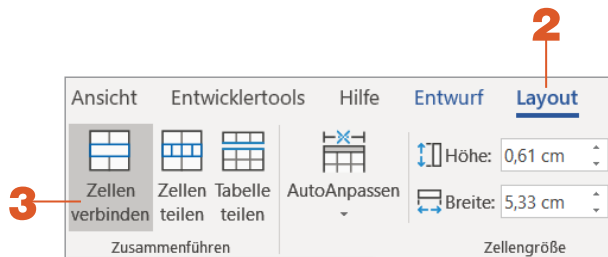 2
Ansicht Entwicklertools Hilfe Entwurf Layout
Höhe: 0,61 cm
Zellen Zellen Tabelle AutoAnpassen
3 verbinden teilen teilen Breite: 5,33 cm
Zusammenführen Zellengröße